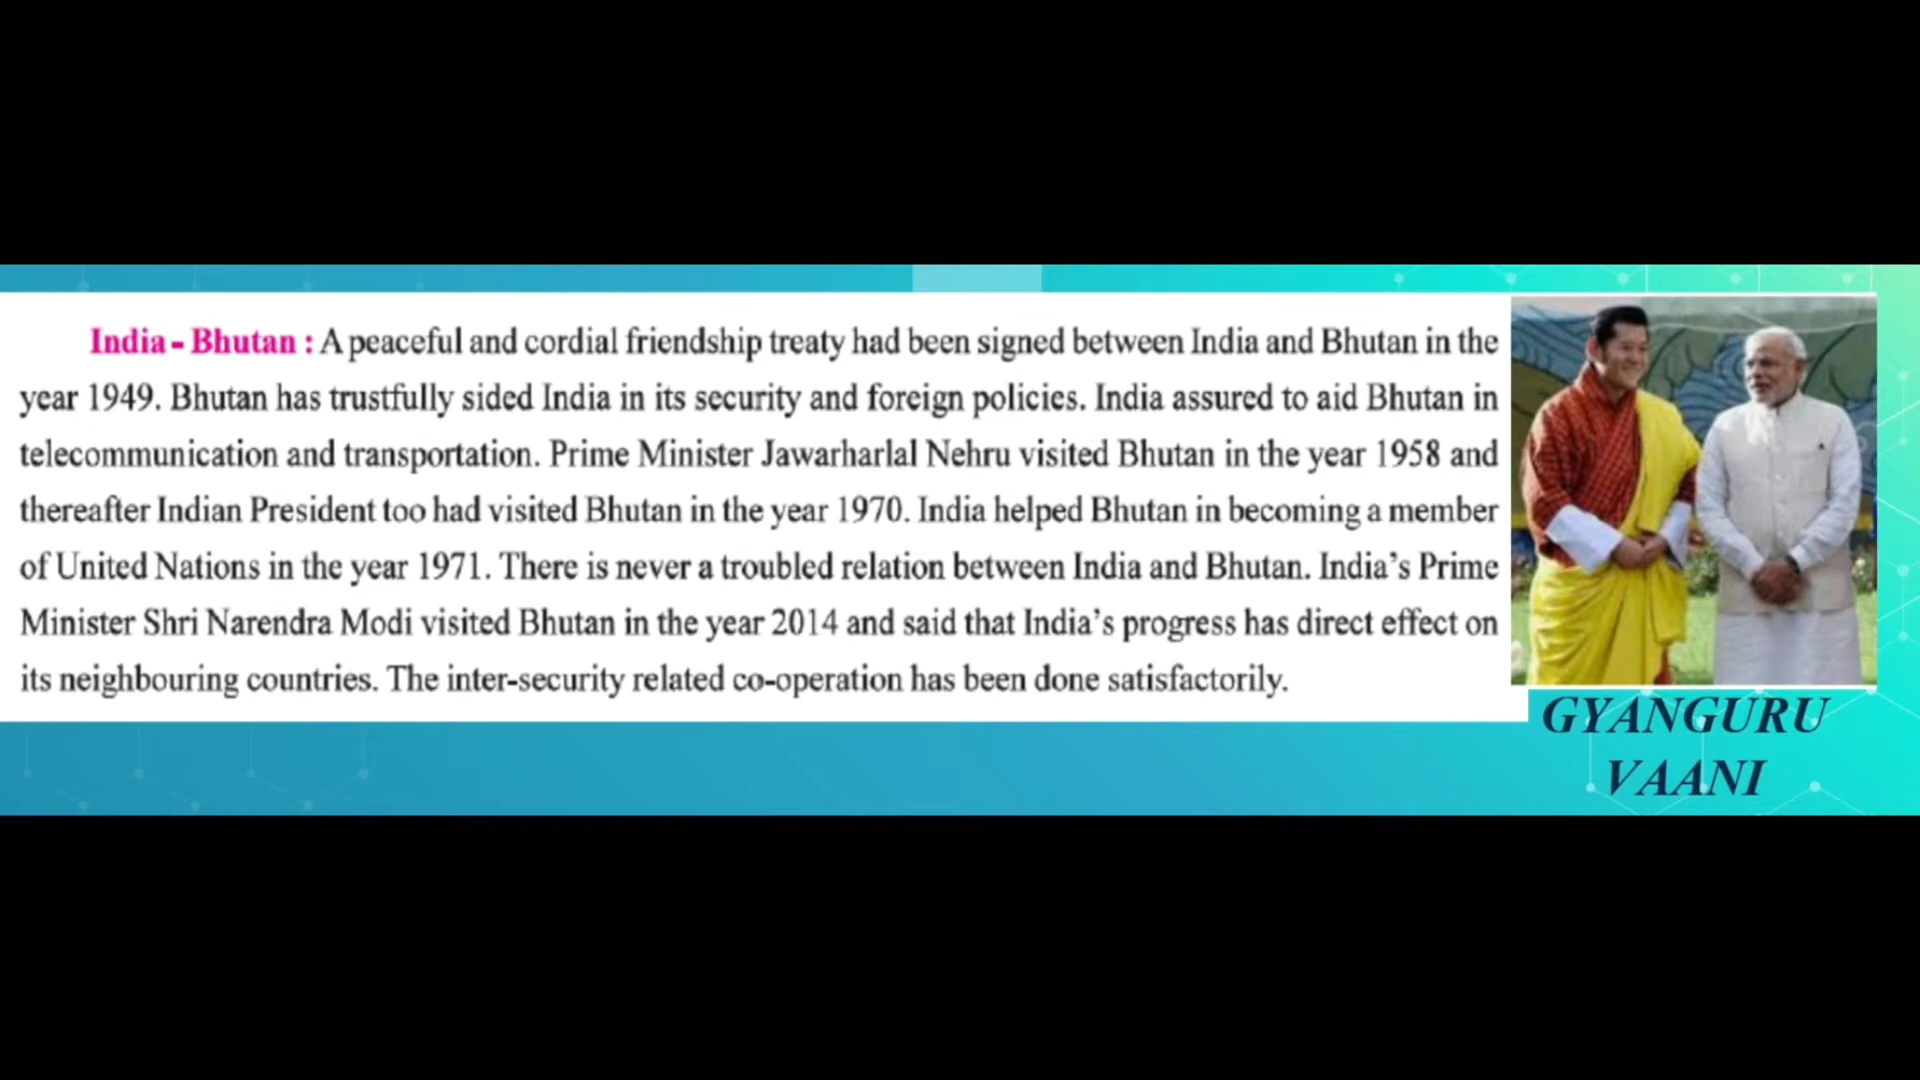 India - Bhutan : A peaceful and cordial friendship treaty had been signed between India and Bhutan in the
year 1949. Bhutan has trustfully sided India in its security and foreign policies. India assured to aid Bhutan in
telecommunication and transportation. Prime Minister Jawarharlal Nehru visited Bhutan in the year 1958 and
thereafter Indian President too had visited Bhutan in the year 1970. India helped Bhutan in becoming a member
of United Nations in the year 1971. There is never a troubled relation between India and Bhutan. India’s Prime
Minister Shri Narendra Modi visited Bhutan in the year 2014 and said that India’s progress has direct effect on
its neighbouring countries. The inter-security related co-operation has been done satisfactorily.
GYANGURU
VAANI